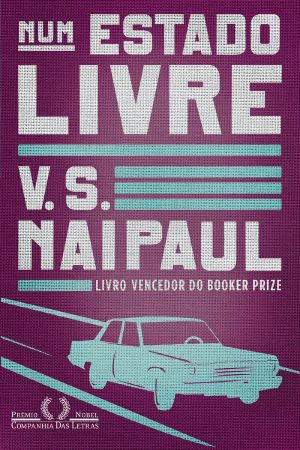 NUM ESTADO
LIVRE
V. S.
NAIPAUL
LIVRO VENCEDOR DO BOOKER PRIZE
PRÊMIO NOBEL
COMPANHIA DAS LETRAS